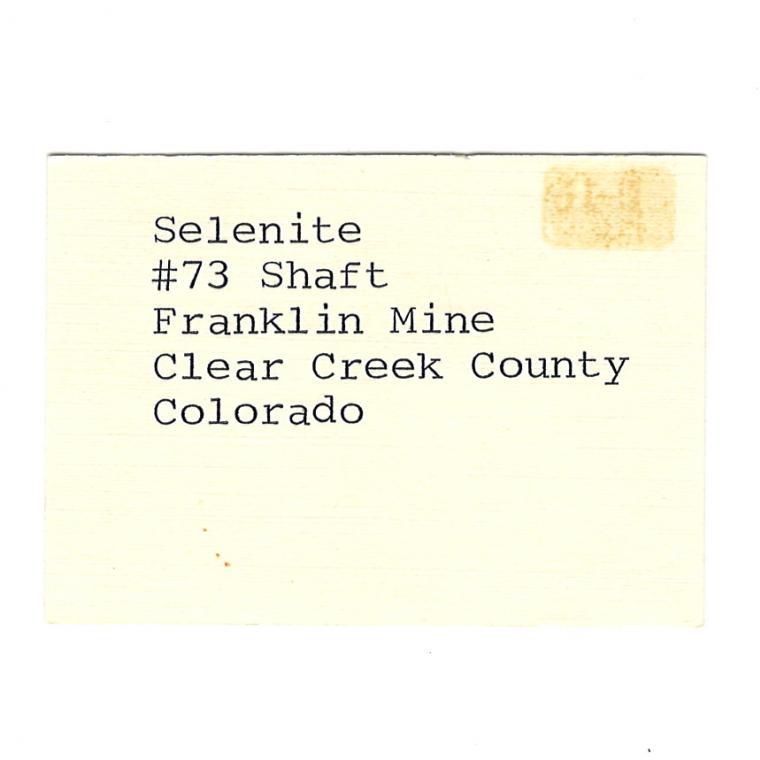 Selenite
#73 Shaft
Franklin Mine
Clear Creek County
Colorado